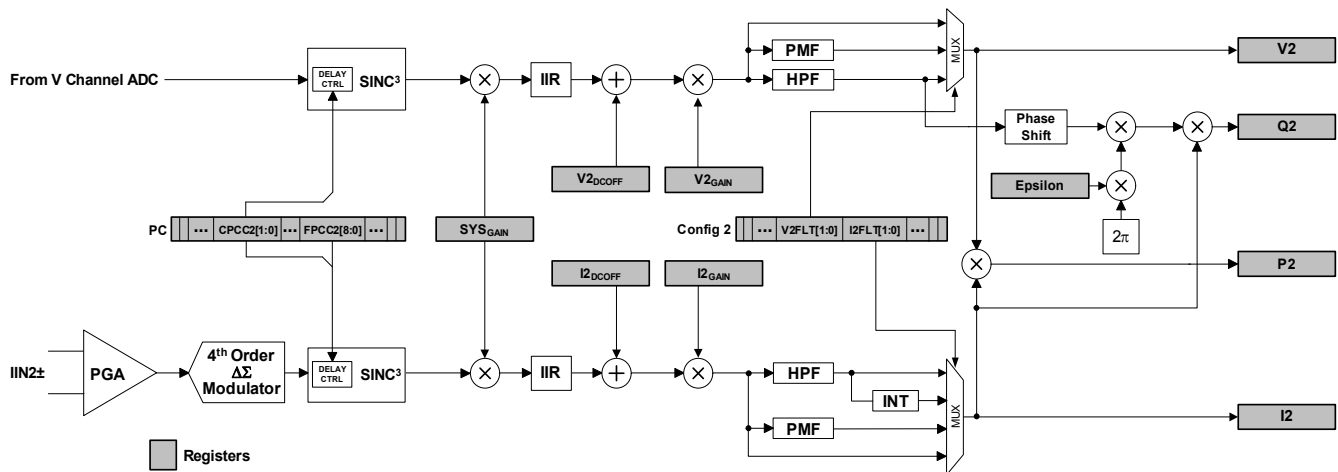 V2
PMF
MUX
From V Channel ADC
DELAY CTRL
SINC³
IIR
HPF
Phase Shift
Q2
V2DCOFF
V2GAIN
Epsilon
PC
... CPCC2[1:0] ... FPCC2[8:0] ...
SYSGAIN
Config 2
... V2FLT[1:0] I2FLT[1:0] ...
2π
P2
I2DCOFF
I2GAIN
IIN2±
PGA
4th Order ΔΣ Modulator
DELAY CTRL
SINC³
IIR
HPF
INT
MUX
I2
PMF
Registers